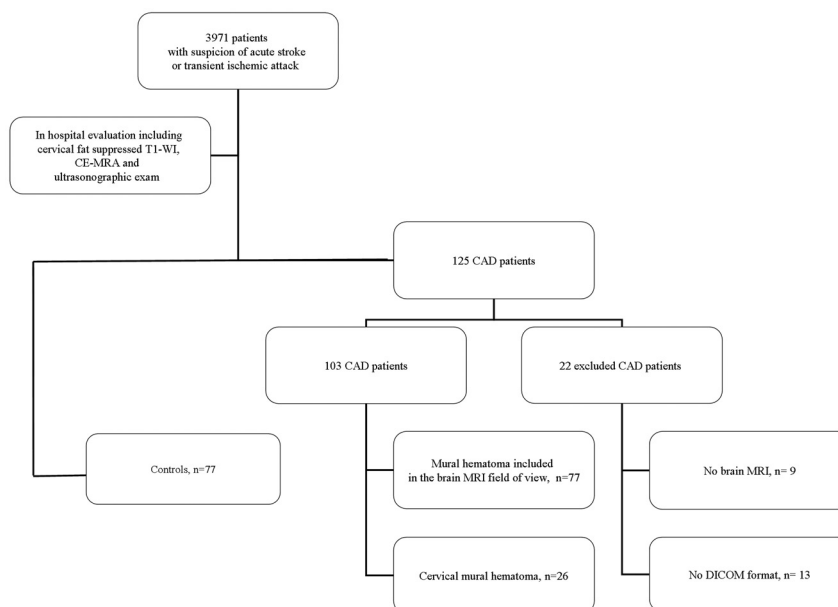 3971 patients
with suspicion of acute stroke
or transient ischemic attack
In hospital evaluation including
cervical fat suppressed T1-WI,
CE-MRA and
ultrasonographic exam
125 CAD patients
103 CAD patients
22 excluded CAD patients
Controls, n=77
Mural hematoma included
in the brain MRI field of view,  n=77
No brain MRI, n= 9
Cervical mural hematoma, n=26
No DICOM format, n= 13